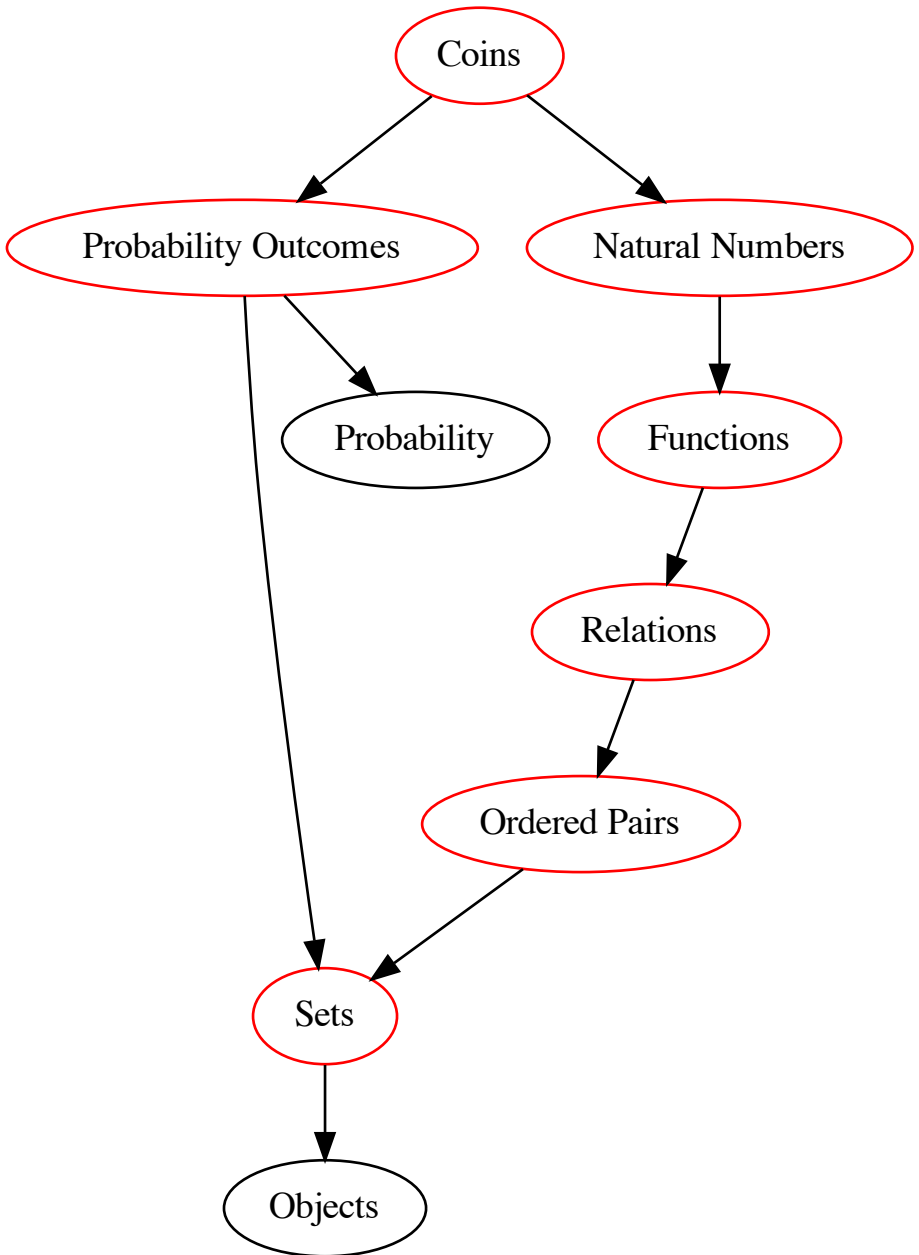 Coins
Probability Outcomes
Natural Numbers
Probability
Functions
Relations
Ordered Pairs
Sets
Objects